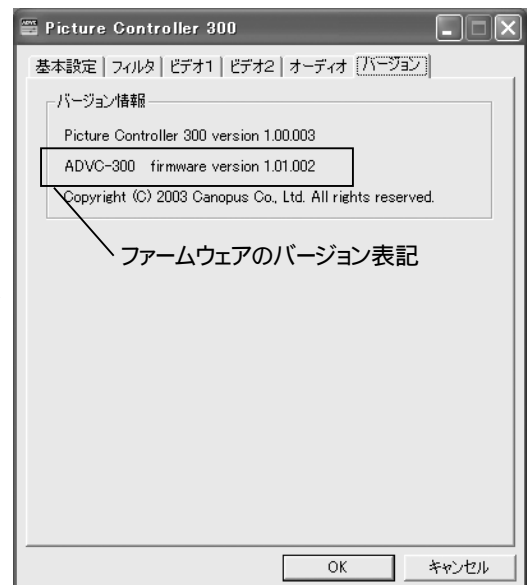 Picture Controller 300
基本設定 フィルタ ビデオ1 ビデオ2 オーディオ バージョン
バージョン情報
Picture Controller 300 version 1.00.003
ADVC-300 firmware version 1.01.002
Copyright (C) 2003 Canopus Co., Ltd. All rights reserved.
ファームウェアのバージョン表記
OK キャンセル